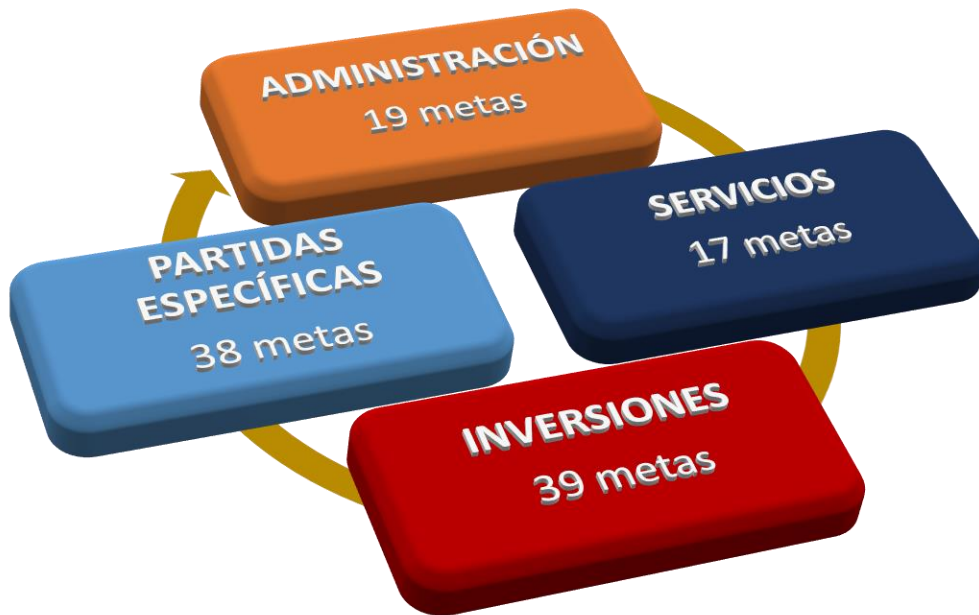 ADMINISTRACIÓN
19 metas
SERVICIOS
17 metas
INVERSIONES
39 metas
PARTIDAS
ESPECÍFICAS
38 metas